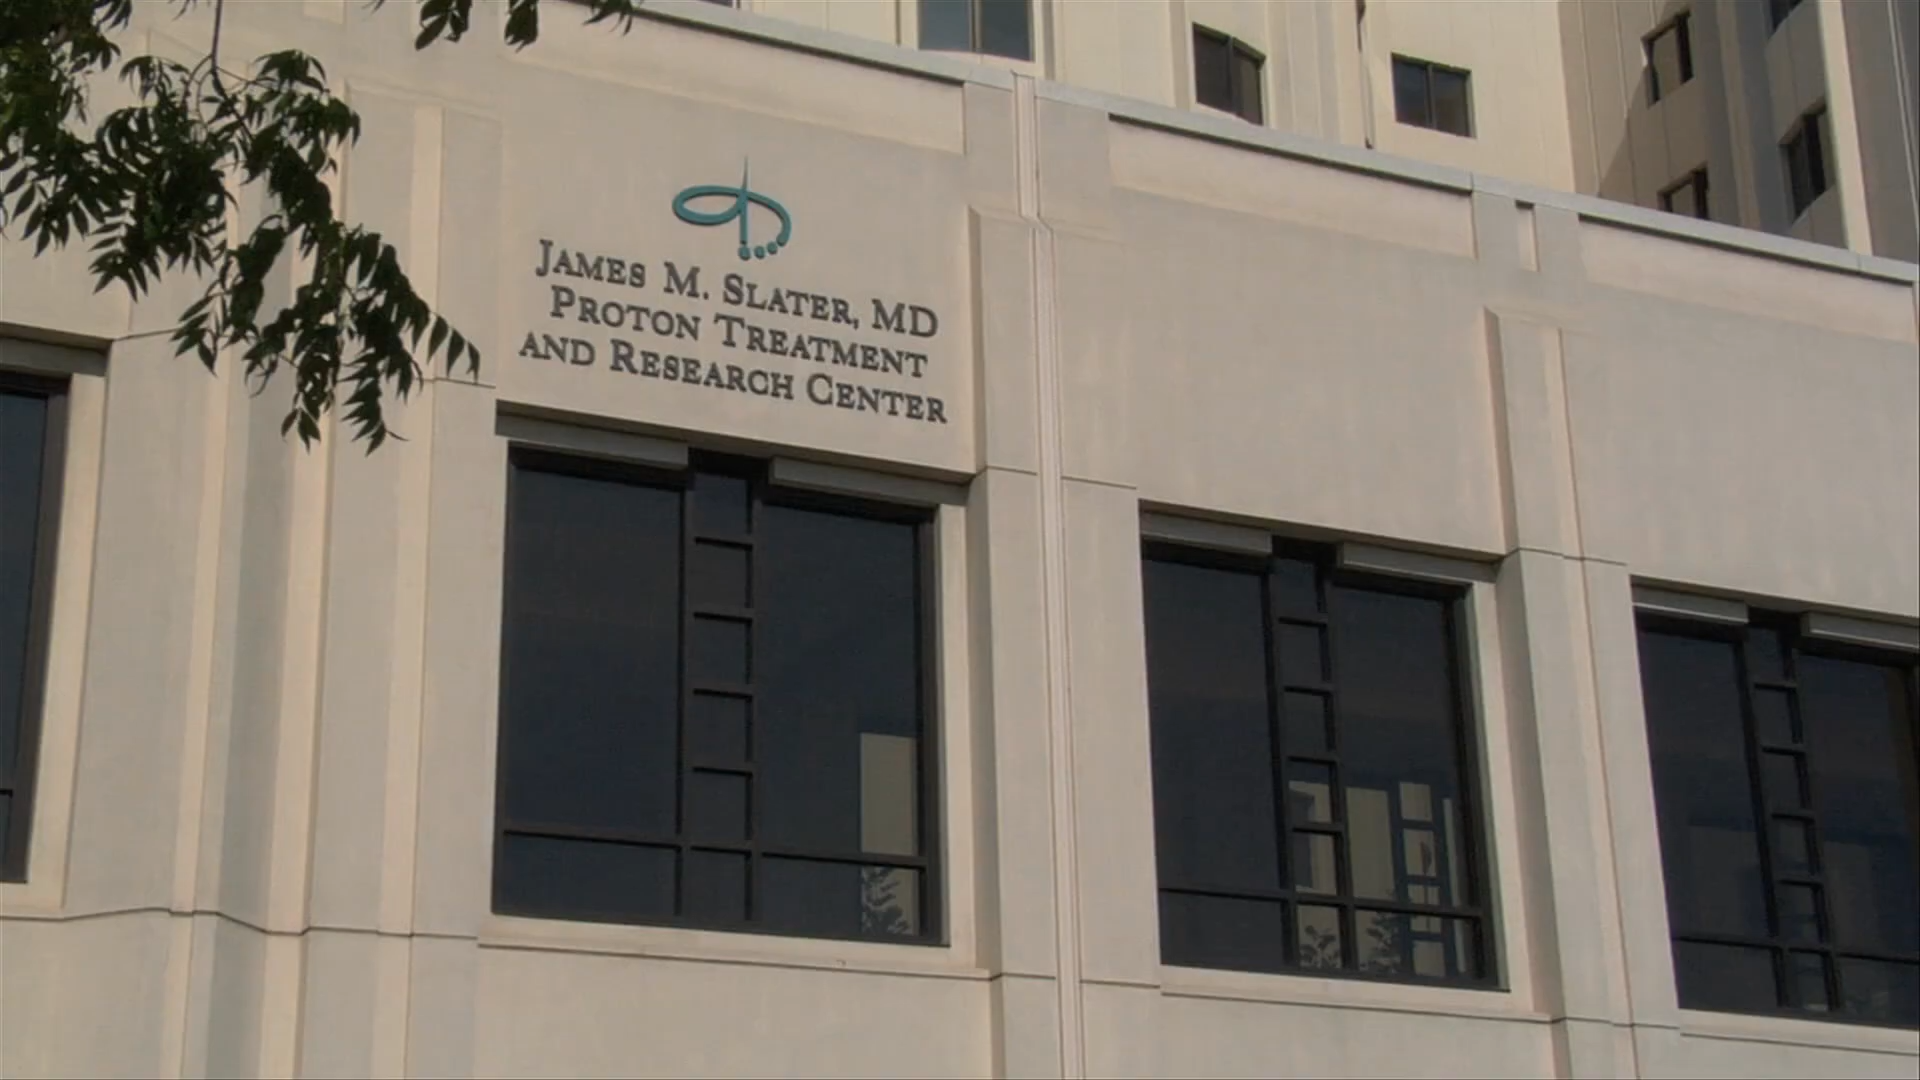 James M. Slater, MD
Proton Treatment
and Research Center